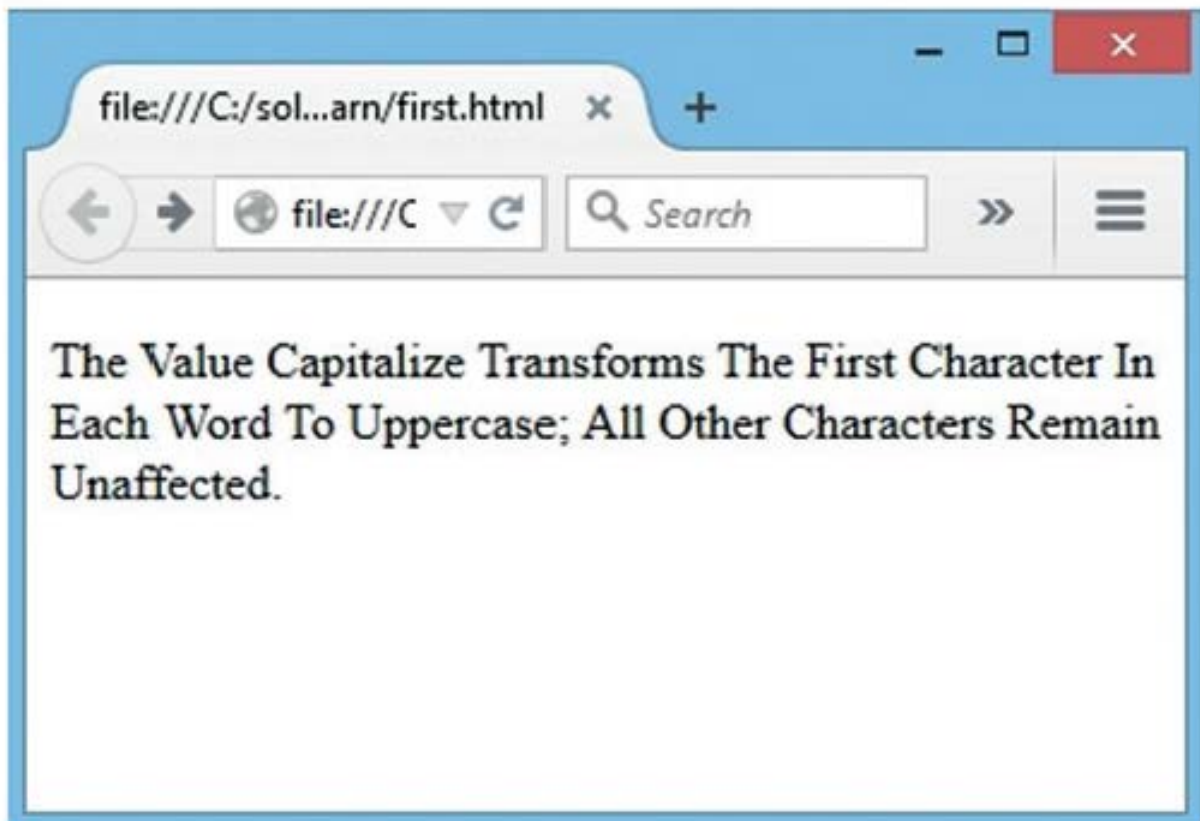 file:///C:/sol...arn/first.html
file:///C
Search
The Value Capitalize Transforms The First Character In
Each Word To Uppercase; All Other Characters Remain
Unaffected.